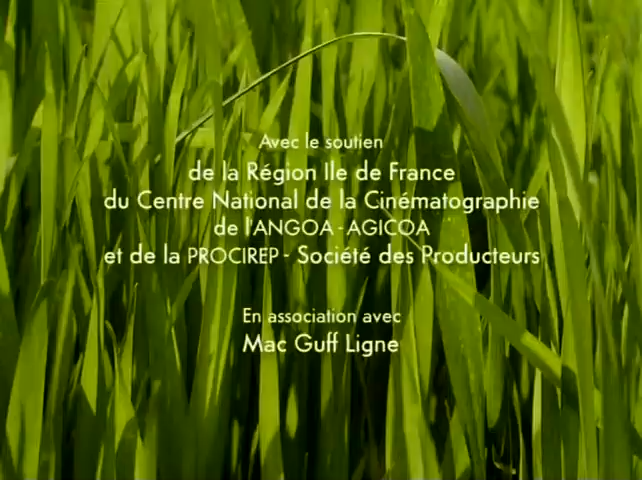 Avec le soutien
de la Région Ile de France
du Centre National de la Cinématographie
de l'ANGOA - AGICOA
et de la PROCIREP - Société des Producteurs
En association avec
Mac Guff Ligne